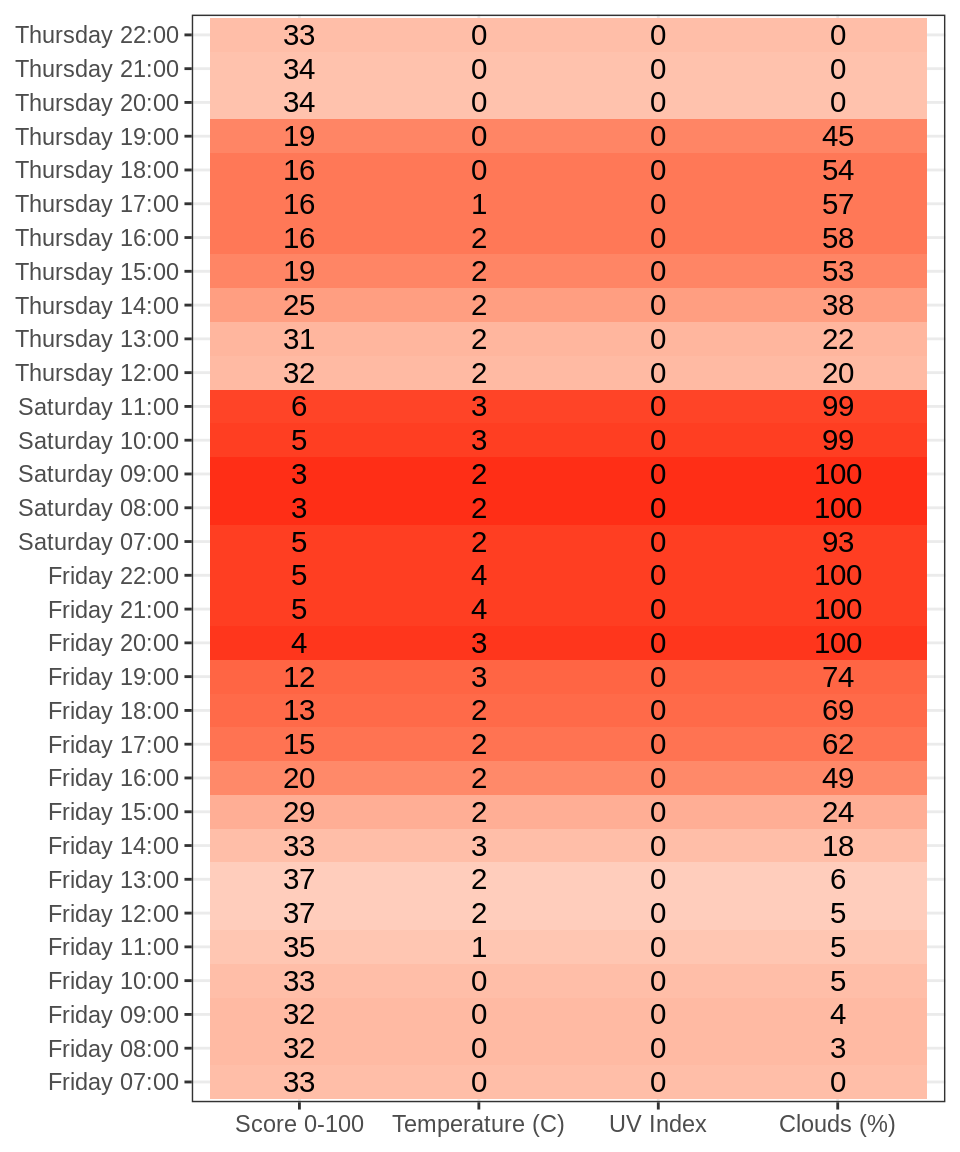 Thursday 22:00 33 0 0 0
Thursday 21:00 34 0 0 0
Thursday 20:00 34 0 0 0
Thursday 19:00 19 0 0 45
Thursday 18:00 16 0 0 54
Thursday 17:00 16 1 0 57
Thursday 16:00 16 2 0 58
Thursday 15:00 19 2 0 53
Thursday 14:00 25 2 0 38
Thursday 13:00 31 2 0 22
Thursday 12:00 32 2 0 20
Saturday 11:00 6 3 0 99
Saturday 10:00 5 3 0 99
Saturday 09:00 3 2 0 100
Saturday 08:00 3 2 0 100
Saturday 07:00 5 2 0 93
Friday 22:00 5 4 0 100
Friday 21:00 5 4 0 100
Friday 20:00 4 3 0 100
Friday 19:00 12 3 0 74
Friday 18:00 13 2 0 69
Friday 17:00 15 2 0 62
Friday 16:00 20 2 0 49
Friday 15:00 29 2 0 24
Friday 14:00 33 3 0 18
Friday 13:00 37 2 0 6
Friday 12:00 37 2 0 5
Friday 11:00 35 1 0 5
Friday 10:00 33 0 0 5
Friday 09:00 32 0 0 4
Friday 08:00 32 0 0 3
Friday 07:00 33 0 0 0
Score 0-100 Temperature (C) UV Index Clouds (%)